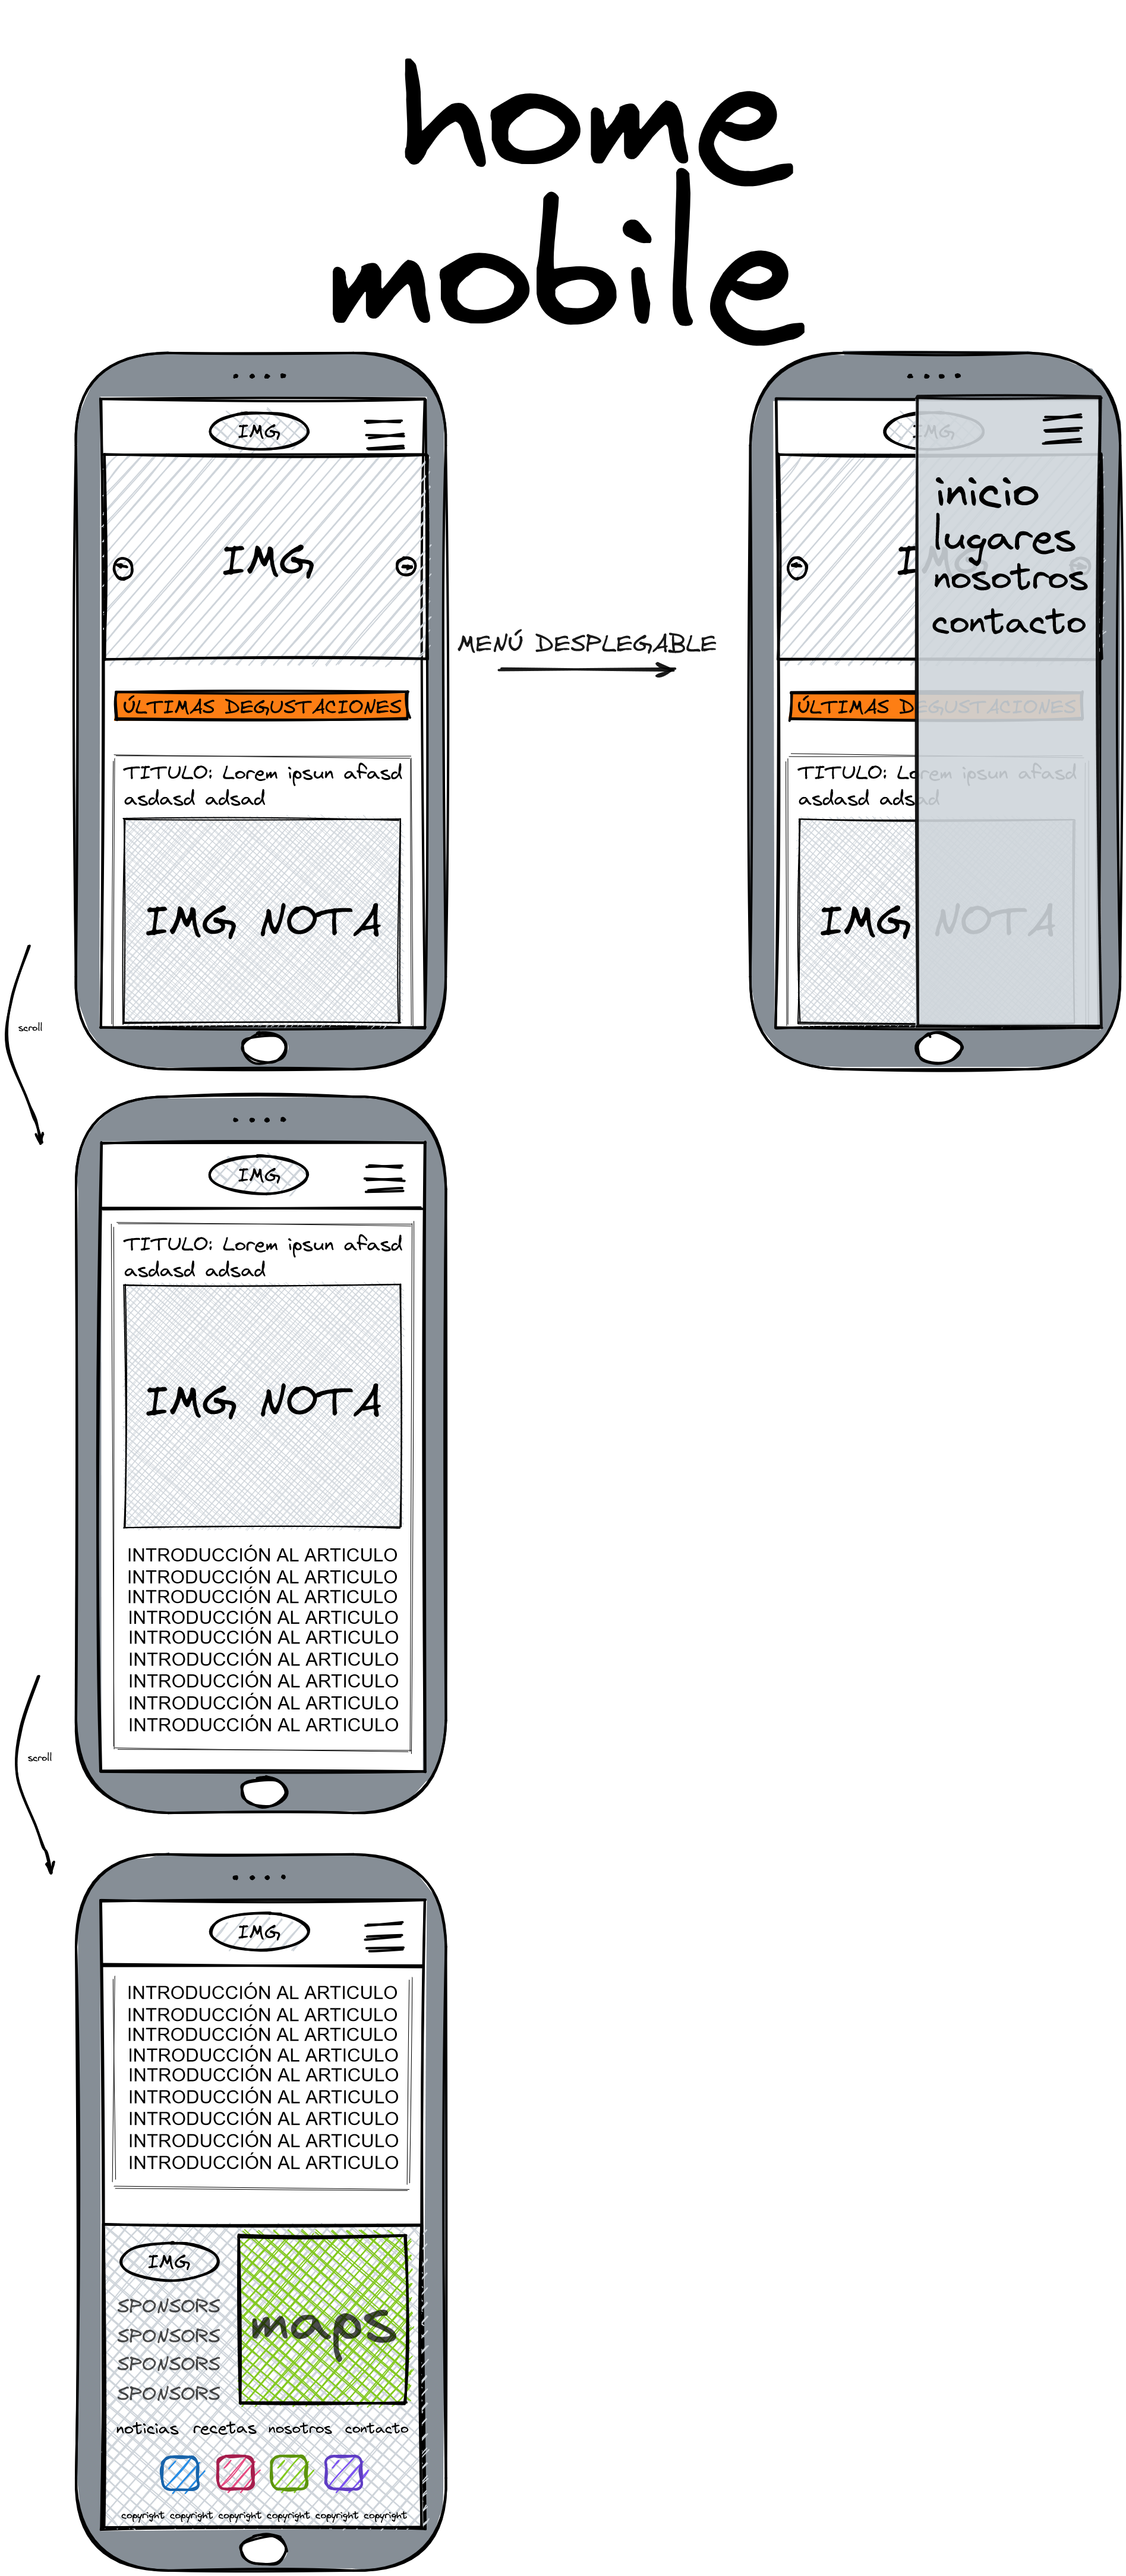 home
mobile
IMG
IMG
ÚLTIMAS DEGUSTACIONES
TITULO: Lorem ipsun afasd
asdasd adsad
IMG NOTA
MENÚ DESPLEGABLE
IMG
inicio
lugares
nosotros
contacto
IMG
ÚLTIMAS DEGUSTACIONES
TITULO: Lorem ipsun afasd
asdasd adsad
IMG NOTA
scroll
IMG
TITULO: Lorem ipsun afasd
asdasd adsad
IMG NOTA
INTRODUCCIÓN AL ARTICULO
INTRODUCCIÓN AL ARTICULO
INTRODUCCIÓN AL ARTICULO
INTRODUCCIÓN AL ARTICULO
INTRODUCCIÓN AL ARTICULO
INTRODUCCIÓN AL ARTICULO
INTRODUCCIÓN AL ARTICULO
INTRODUCCIÓN AL ARTICULO
INTRODUCCIÓN AL ARTICULO
scroll
IMG
INTRODUCCIÓN AL ARTICULO
INTRODUCCIÓN AL ARTICULO
INTRODUCCIÓN AL ARTICULO
INTRODUCCIÓN AL ARTICULO
INTRODUCCIÓN AL ARTICULO
INTRODUCCIÓN AL ARTICULO
INTRODUCCIÓN AL ARTICULO
INTRODUCCIÓN AL ARTICULO
INTRODUCCIÓN AL ARTICULO
IMG
SPONSORS
SPONSORS
SPONSORS
SPONSORS
maps
noticias recetas nosotros contacto
copyright copyright copyright copyright copyright copyright